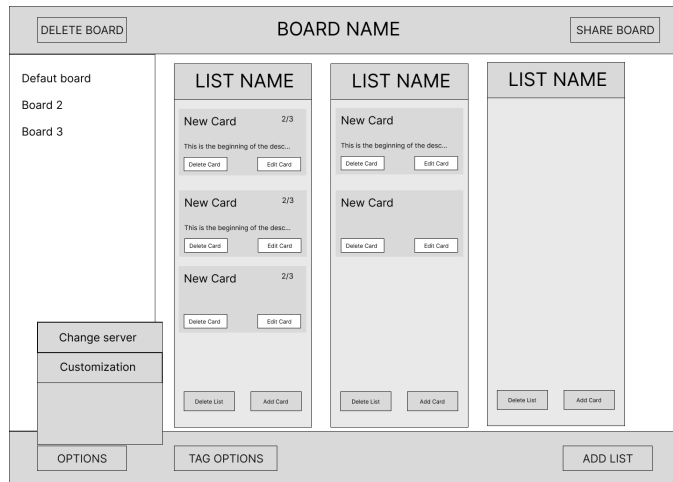 DELETE BOARD
BOARD NAME
SHARE BOARD
Defaut board
Board 2
Board 3
LIST NAME
New Card 2/3
This is the beginning of the desc...
Delete Card Edit Card
New Card 2/3
This is the beginning of the desc...
Delete Card Edit Card
New Card 2/3
Delete Card Edit Card
Delete List Add Card
LIST NAME
New Card
This is the beginning of the desc...
Delete Card Edit Card
New Card
Delete Card Edit Card
Delete List Add Card
LIST NAME
Delete List Add Card
Change server
Customization
OPTIONS
TAG OPTIONS
ADD LIST